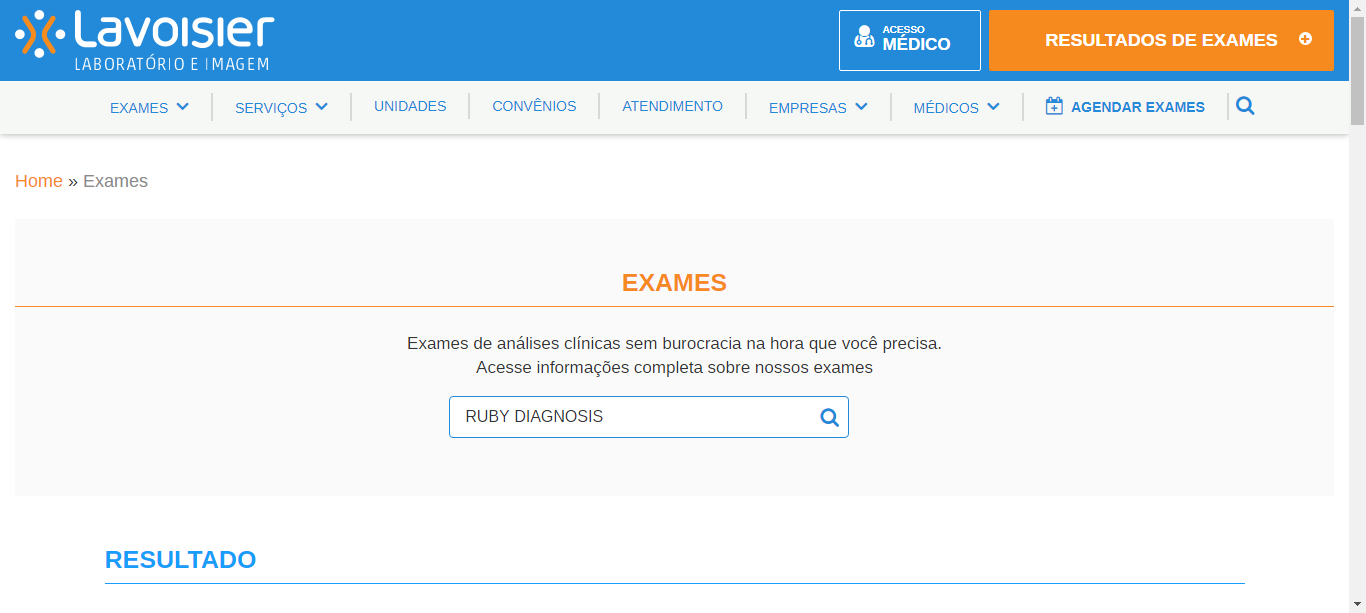 Lavoisier
LABORATÓRIO E IMAGEM
ACESSO
MÉDICO
RESULTADOS DE EXAMES
EXAMES
SERVIÇOS
UNIDADES
CONVÊNIOS
ATENDIMENTO
EMPRESAS
MÉDICOS
AGENDAR EXAMES
Home » Exames
EXAMES
Exames de análises clínicas sem burocracia na hora que você precisa.
Acesse informações completa sobre nossos exames
RUBY DIAGNOSIS
RESULTADO